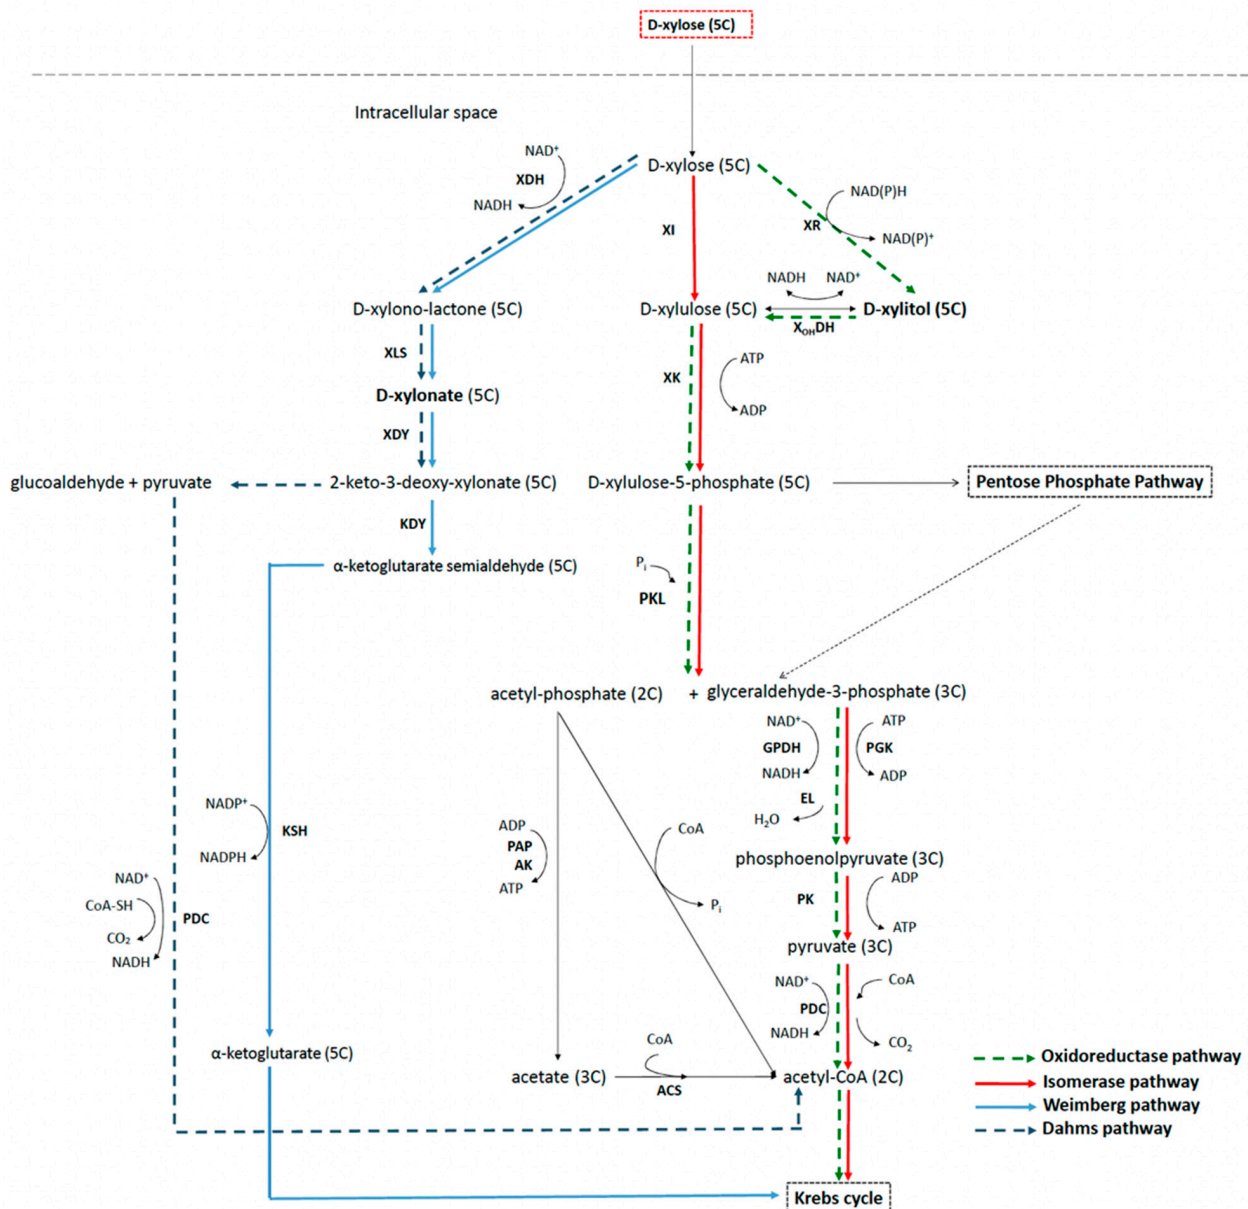 D-xylose (5C)
Intracellular space
NAD⁺
XDH
NADH
D-xylose (5C)
NAD(P)H
XR
NAD(P)⁺
XI
NADH
NAD⁺
D-xylono-lactone (5C)
D-xylulose (5C)
D-xylitol (5C)
X_OHDH
XLS
XK
ATP
ADP
D-xylonate (5C)
XDY
glucoaldehyde + pyruvate
2-keto-3-deoxy-xylonate (5C)
D-xylulose-5-phosphate (5C)
Pentose Phosphate Pathway
KDY
α-ketoglutarate semialdehyde (5C)
Pᵢ
PKL
acetyl-phosphate (2C)
+
glyceraldehyde-3-phosphate (3C)
NAD⁺
GPDH
NADH
ATP
PGK
ADP
EL
H₂O
NADP⁺
KSH
NADPH
ADP
PAP
AK
ATP
CoA
Pᵢ
phosphoenolpyruvate (3C)
PK
ADP
ATP
NAD⁺
CoA-SH
PDC
CO₂
NADH
pyruvate (3C)
NAD⁺
PDC
NADH
CoA
CO₂
α-ketoglutarate (5C)
CoA
acetate (3C)
ACS
acetyl-CoA (2C)
Krebs cycle
Oxidoreductase pathway
Isomerase pathway
Weimberg pathway
Dahms pathway